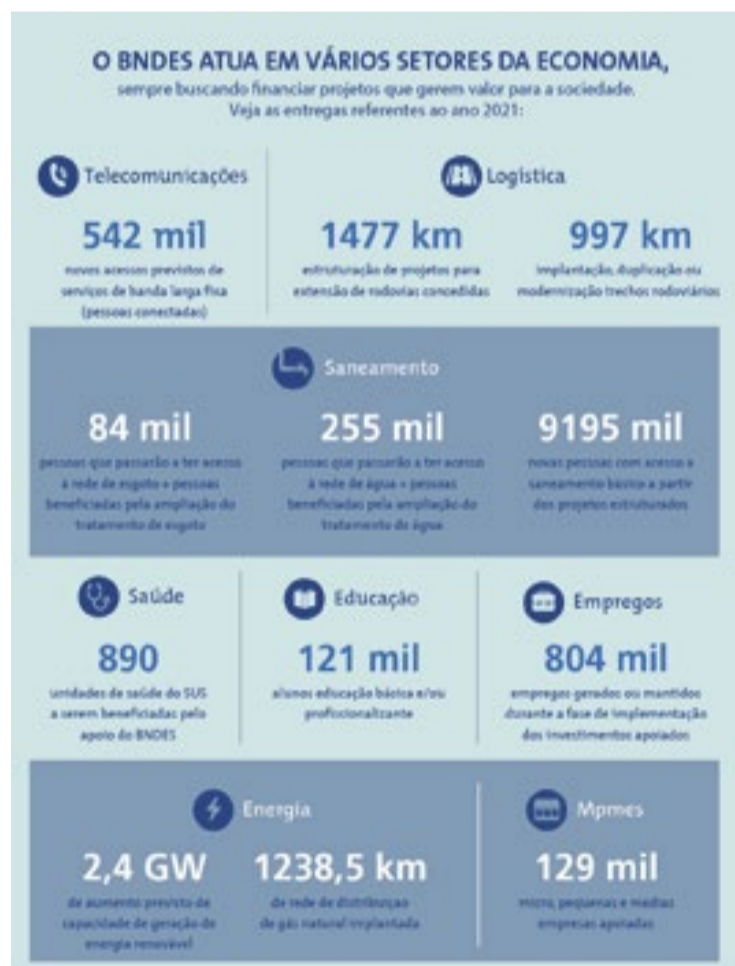 O BNDES ATUA EM VÁRIOS SETORES DA ECONOMIA,
sempre buscando financiar projetos que gerem valor para a sociedade.
Veja as entregas referentes ao ano 2021:
Telecomunicações
542 mil
novos acessos previstos de
serviços de banda larga fixa
(pessoas conectadas)
Logística
1477 km
estruturação de projetos para
extensão de rodovias concedidas
997 km
implantação, duplicação ou
modernização trechos rodoviários
Saneamento
84 mil
pessoas que passarão a ter acesso
à rede de esgoto + pessoas
beneficiadas pela ampliação do
tratamento de esgoto
255 mil
pessoas que passarão a ter acesso
à rede de água + pessoas
beneficiadas pela ampliação do
tratamento de água
9195 mil
novas pessoas com acesso a
saneamento básico a partir
dos projetos estruturados
Saúde
890
unidades de saúde do SUS
a serem beneficiadas pelo
apoio do BNDES
Educação
121 mil
alunos educação básica e/ou
profissionalizante
Empregos
804 mil
empregos gerados ou mantidos
durante a fase de implementação
dos investimentos apoiados
Energia
2,4 GW
de aumento previsto de
capacidade de geração de
energia renovável
1238,5 km
de rede de distribuiçao
de gás natural implantada
Mpmes
129 mil
micro, pequenas e médias
empresas apoiadas